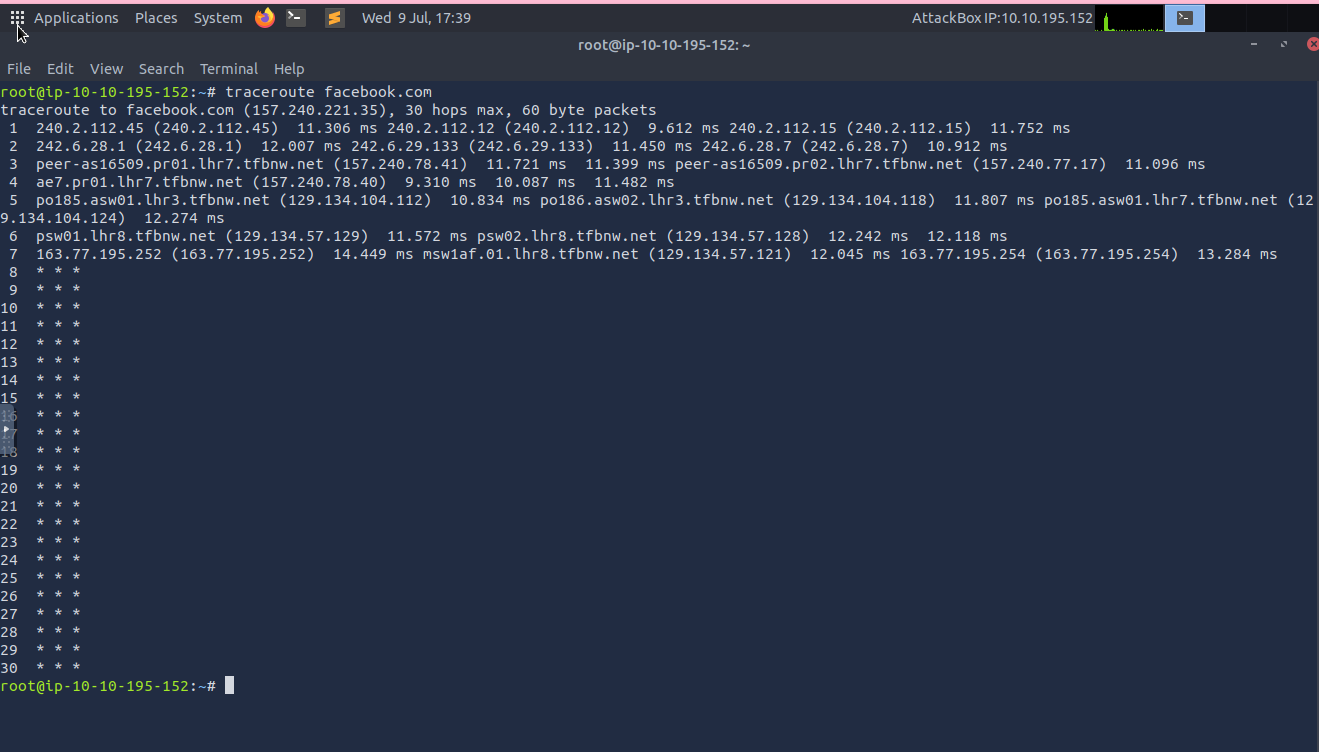 Applications Places System Wed 9 Jul, 17:39 AttackBox IP:10.10.195.152
root@ip-10-10-195-152: ~
File Edit View Search Terminal Help
root@ip-10-10-195-152:~# traceroute facebook.com
traceroute to facebook.com (157.240.221.35), 30 hops max, 60 byte packets
 1  240.2.112.45 (240.2.112.45)  11.306 ms 240.2.112.12 (240.2.112.12)  9.612 ms 240.2.112.15 (240.2.112.15)  11.752 ms
 2  242.6.28.1 (242.6.28.1)  12.007 ms 242.6.29.133 (242.6.29.133)  11.450 ms 242.6.28.7 (242.6.28.7)  10.912 ms
 3  peer-as16509.pr01.lhr7.tfbnw.net (157.240.78.41)  11.721 ms  11.399 ms peer-as16509.pr02.lhr7.tfbnw.net (157.240.77.17)  11.096 ms
 4  ae7.pr01.lhr7.tfbnw.net (157.240.78.40)  9.310 ms  10.087 ms  11.482 ms
 5  po185.asw01.lhr3.tfbnw.net (129.134.104.112)  10.834 ms po186.asw02.lhr3.tfbnw.net (129.134.104.118)  11.807 ms po185.asw01.lhr7.tfbnw.net (12
9.134.104.124)  12.274 ms
 6  psw01.lhr8.tfbnw.net (129.134.57.129)  11.572 ms psw02.lhr8.tfbnw.net (129.134.57.128)  12.242 ms  12.118 ms
 7  163.77.195.252 (163.77.195.252)  14.449 ms msw1af.01.lhr8.tfbnw.net (129.134.57.121)  12.045 ms 163.77.195.254 (163.77.195.254)  13.284 ms
 8  * * *
 9  * * *
10  * * *
11  * * *
12  * * *
13  * * *
14  * * *
15  * * *
16  * * *
17  * * *
18  * * *
19  * * *
20  * * *
21  * * *
22  * * *
23  * * *
24  * * *
25  * * *
26  * * *
27  * * *
28  * * *
29  * * *
30  * * *
root@ip-10-10-195-152:~#